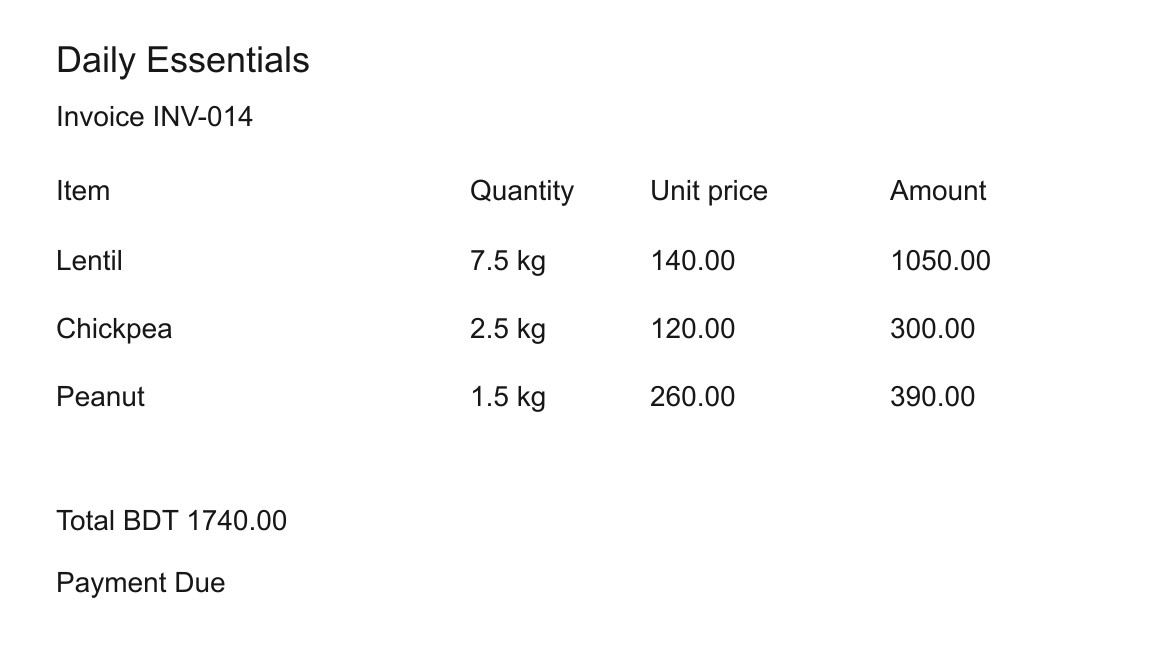 Daily Essentials
Invoice INV-014
Item Quantity Unit price Amount
Lentil 7.5 kg 140.00 1050.00
Chickpea 2.5 kg 120.00 300.00
Peanut 1.5 kg 260.00 390.00
Total BDT 1740.00
Payment Due